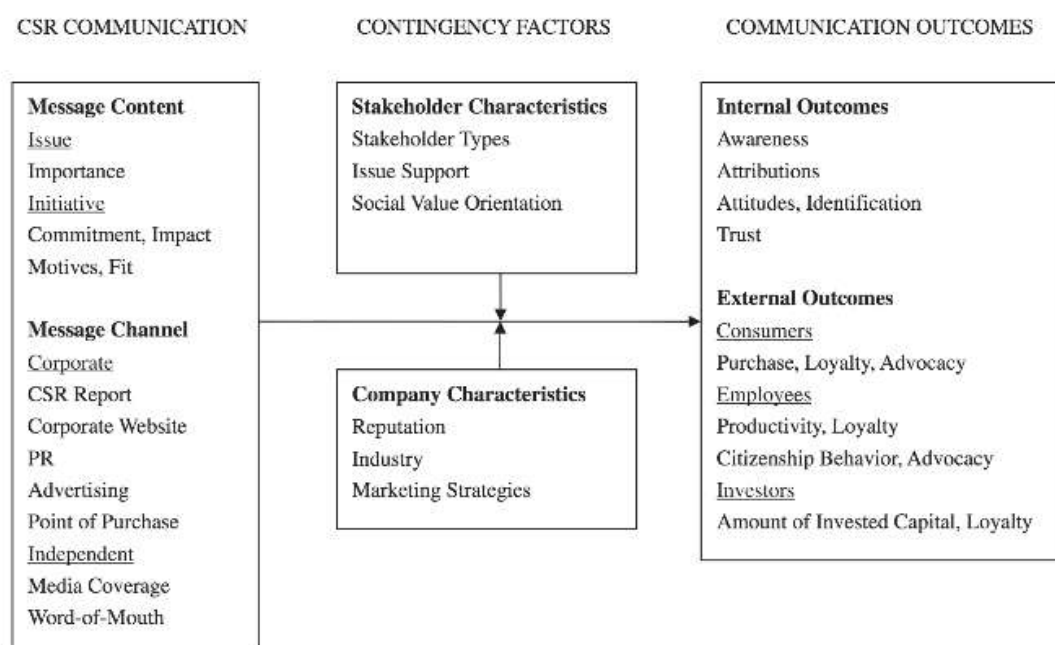 CSR COMMUNICATION
CONTINGENCY FACTORS
COMMUNICATION OUTCOMES
Message Content
Issue
Importance
Initiative
Commitment, Impact
Motives, Fit
Message Channel
Corporate
CSR Report
Corporate Website
PR
Advertising
Point of Purchase
Independent
Media Coverage
Word-of-Mouth
Stakeholder Characteristics
Stakeholder Types
Issue Support
Social Value Orientation
Company Characteristics
Reputation
Industry
Marketing Strategies
Internal Outcomes
Awareness
Attributions
Attitudes, Identification
Trust
External Outcomes
Consumers
Purchase, Loyalty, Advocacy
Employees
Productivity, Loyalty
Citizenship Behavior, Advocacy
Investors
Amount of Invested Capital, Loyalty